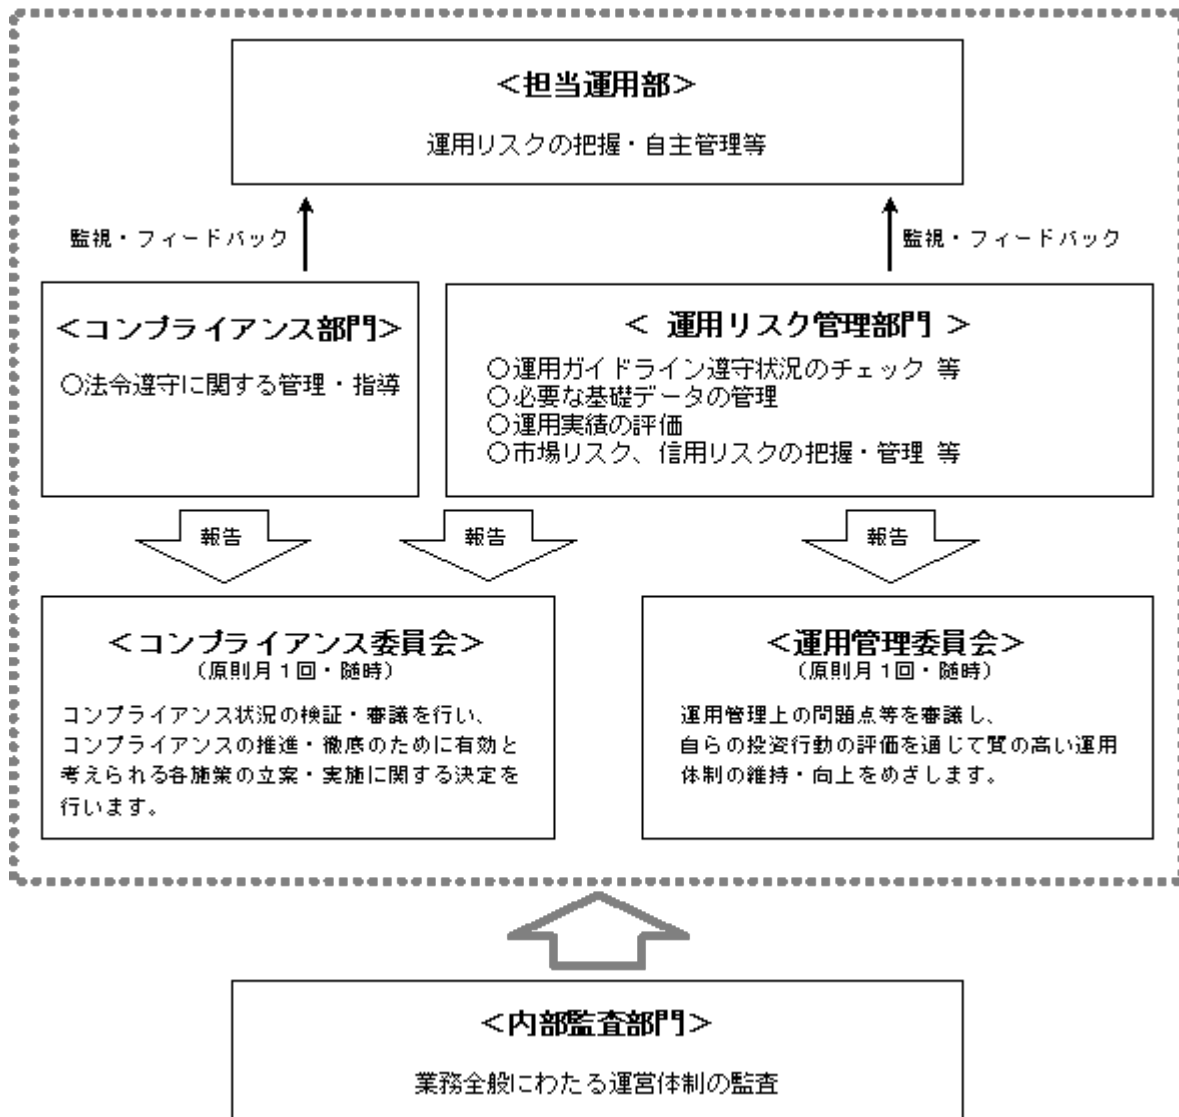 ＜担当運用部＞
運用リスクの把握・自主管理等
監視・フィードバック
監視・フィードバック
＜コンプライアンス部門＞
○法令遵守に関する管理・指導
＜ 運用リスク管理部門 ＞
○運用ガイドライン遵守状況のチェック 等
○必要な基礎データの管理
○運用実績の評価
○市場リスク、信用リスクの把握・管理 等
報告
報告
報告
＜コンプライアンス委員会＞
（原則月１回・随時）
コンプライアンス状況の検証・審議を行い、
コンプライアンスの推進・徹底のために有効と
考えられる各施策の立案・実施に関する決定を
行います。
＜運用管理委員会＞
（原則月１回・随時）
運用管理上の問題点等を審議し、
自らの投資行動の評価を通じて質の高い運用
体制の維持・向上をめざします。
＜内部監査部門＞
業務全般にわたる運営体制の監査